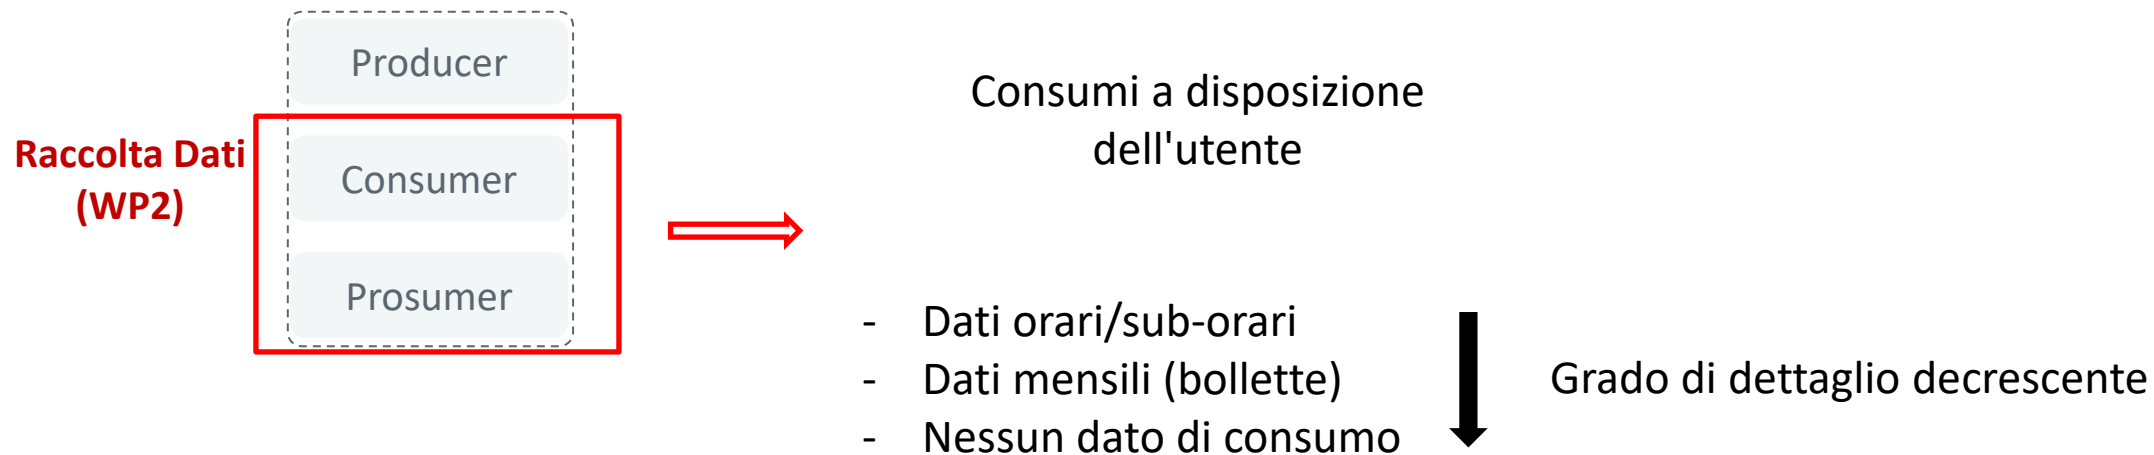 Producer
Raccolta Dati
(WP2)
Consumer
Prosumer
Consumi a disposizione
dell'utente
- Dati orari/sub-orari
- Dati mensili (bollette)
- Nessun dato di consumo
Grado di dettaglio decrescente